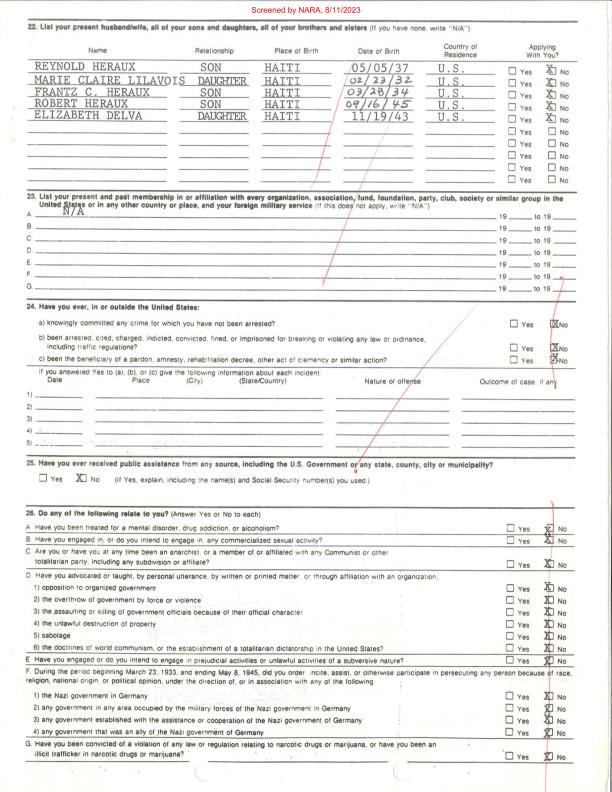 Screened by NARA, 8/11/2023
22. List your present husband/wife, all of your sons and daughters, all of your brothers and sisters (If you have none, write "N/A")
Name Relationship Place of Birth Date of Birth Country of Residence Applying With You?
REYNOLD HERAUX SON HAITI 05/05/37 U.S. ☐ Yes ☒ No
MARIE CLAIRE LILAVOIS DAUGHTER HAITI 02/23/32 U.S. ☐ Yes ☒ No
FRANTZ C. HERAUX SON HAITI 03/28/34 U.S. ☐ Yes ☒ No
ROBERT HERAUX SON HAITI 09/16/45 U.S. ☐ Yes ☒ No
ELIZABETH DELVA DAUGHTER HAITI 11/19/43 U.S. ☐ Yes ☒ No
☐ Yes ☐ No
☐ Yes ☐ No
☐ Yes ☐ No
☐ Yes ☐ No
☐ Yes ☐ No
23. List your present and past membership in or affiliation with every organization, association, fund, foundation, party, club, society or similar group in the
United States or in any other country or place, and your foreign military service (If this does not apply, write "N/A")
A. N/A 19 to 19
B. 19 to 19
C. 19 to 19
D. 19 to 19
E. 19 to 19
F. 19 to 19
G. 19 to 19
24. Have you ever, in or outside the United States:
a) knowingly committed any crime for which you have not been arrested? ☐ Yes ☒ No
b) been arrested, cited, charged, indicted, convicted, fined, or imprisoned for breaking or violating any law or ordinance,
including traffic regulations? ☐ Yes ☒ No
c) been the beneficiary of a pardon, amnesty, rehabilitation decree, other act of clemency or similar action? ☐ Yes ☒ No
If you answered Yes to (a), (b), or (c) give the following information about each incident:
Date Place (City) (State/Country) Nature of offense Outcome of case, if any
1)
2)
3)
4)
5)
25. Have you ever received public assistance from any source, including the U.S. Government or any state, county, city or municipality?
☐ Yes ☒ No (If Yes, explain, including the name(s) and Social Security number(s) you used.)
26. Do any of the following relate to you? (Answer Yes or No to each)
A Have you been treated for a mental disorder, drug addiction, or alcoholism? ☐ Yes ☒ No
B. Have you engaged in, or do you intend to engage in, any commercialized sexual activity? ☐ Yes ☒ No
C Are you or have you at any time been an anarchist, or a member of or affiliated with any Communist or other
totalitarian party, including any subdivision or affiliate? ☐ Yes ☒ No
D. Have you advocated or taught, by personal utterance, by written or printed matter, or through affiliation with an organization,
1) opposition to organized government ☐ Yes ☒ No
2) the overthrow of government by force or violence ☐ Yes ☒ No
3) the assaulting or killing of government officials because of their official character ☐ Yes ☒ No
4) the unlawful destruction of property ☐ Yes ☒ No
5) sabotage ☐ Yes ☒ No
6) the doctrines of world communism, or the establishment of a totalitarian dictatorship in the United States? ☐ Yes ☒ No
E Have you engaged or do you intend to engage in prejudicial activities or unlawful activities of a subversive nature? ☐ Yes ☒ No
F. During the period beginning March 23, 1933, and ending May 8, 1945, did you order, incite, assist, or otherwise participate in persecuting any person because of race,
religion, national origin, or political opinion, under the direction of, or in association with any of the following:
1) the Nazi government in Germany ☐ Yes ☒ No
2) any government in any area occupied by the military forces of the Nazi government in Germany ☐ Yes ☒ No
3) any government established with the assistance or cooperation of the Nazi government of Germany ☐ Yes ☒ No
4) any government that was an ally of the Nazi government of Germany ☐ Yes ☒ No
G. Have you been convicted of a violation of any law or regulation relating to narcotic drugs or marijuana, or have you been an
illicit trafficker in narcotic drugs or marijuana? ☐ Yes ☒ No